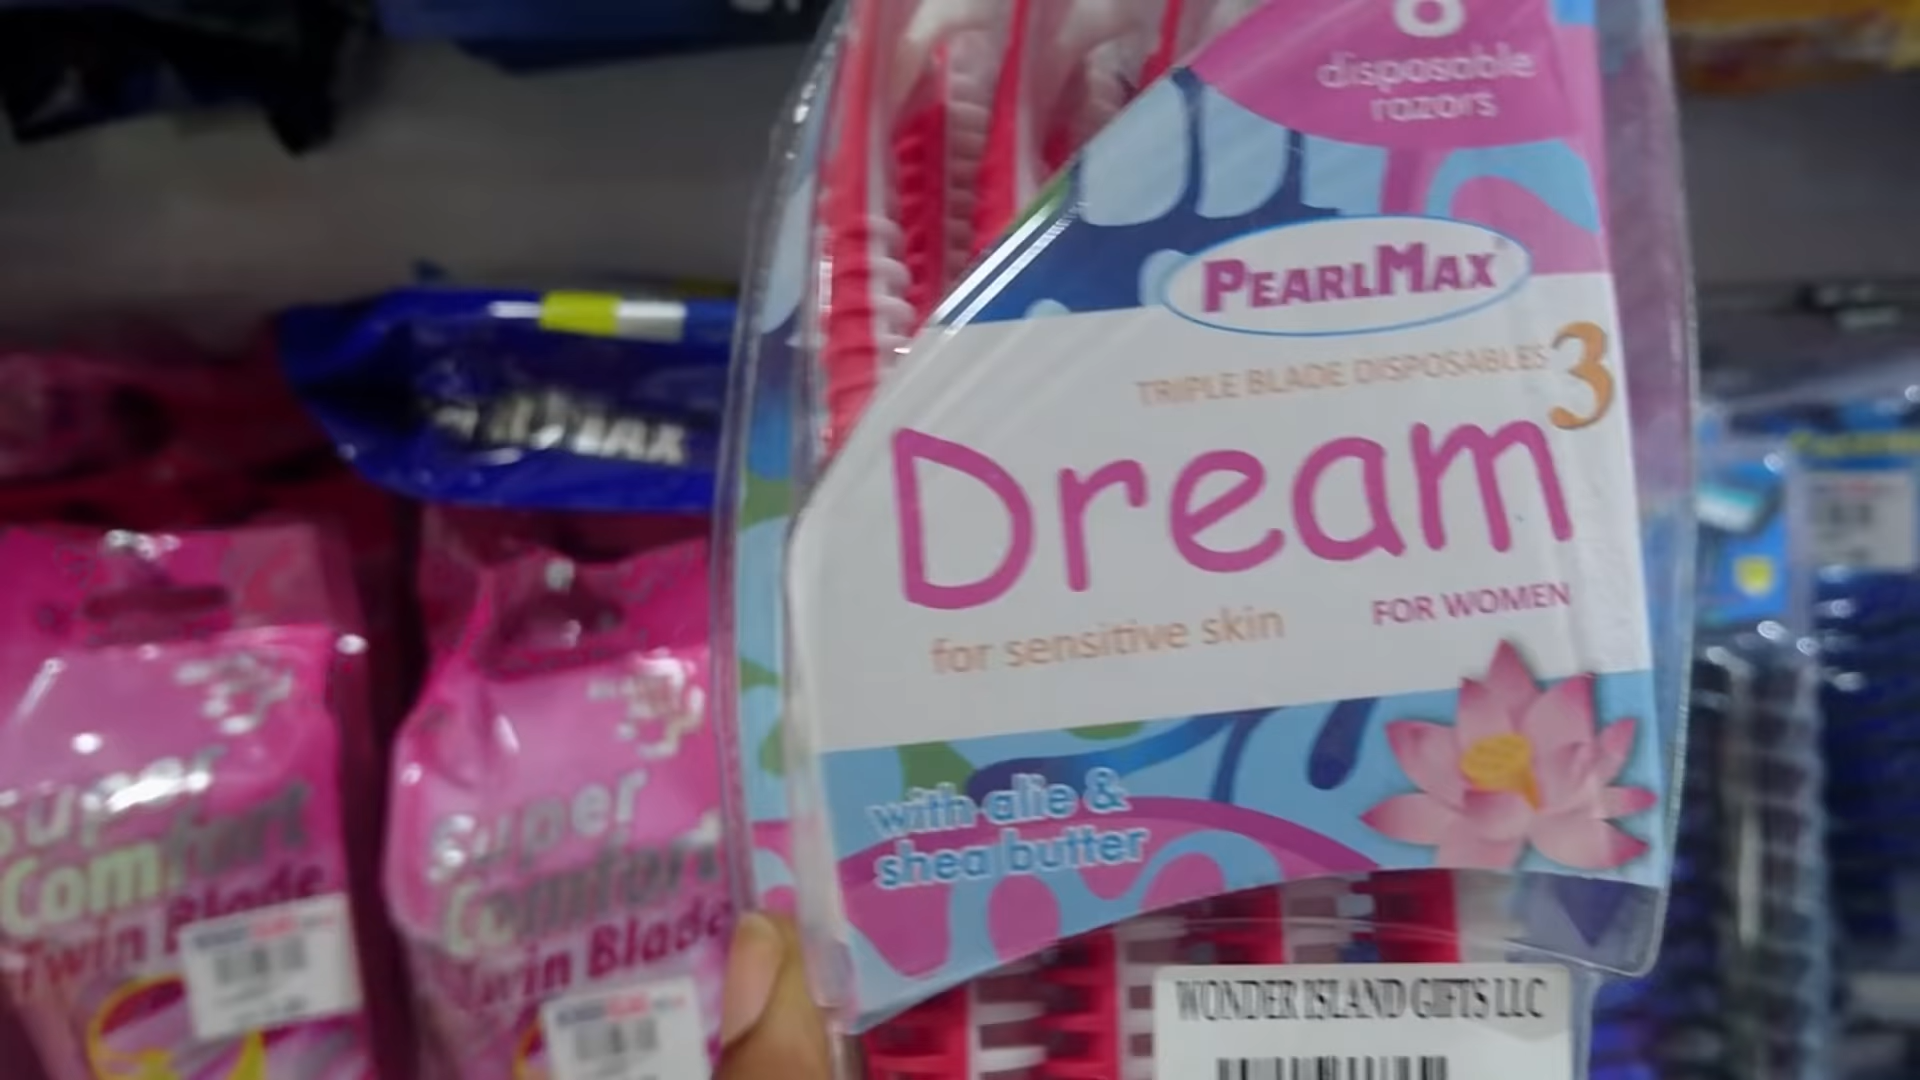 disposable
razors
PEARLMAX
TRIPLE BLADE DISPOSABLES 3
Dream
for sensitive skin
FOR WOMEN
with alie &
shea butter
WONDER ISLAND GIFTS LLC
Super
Comfort
Twin Blade
Super
Comfort
Twin Blade